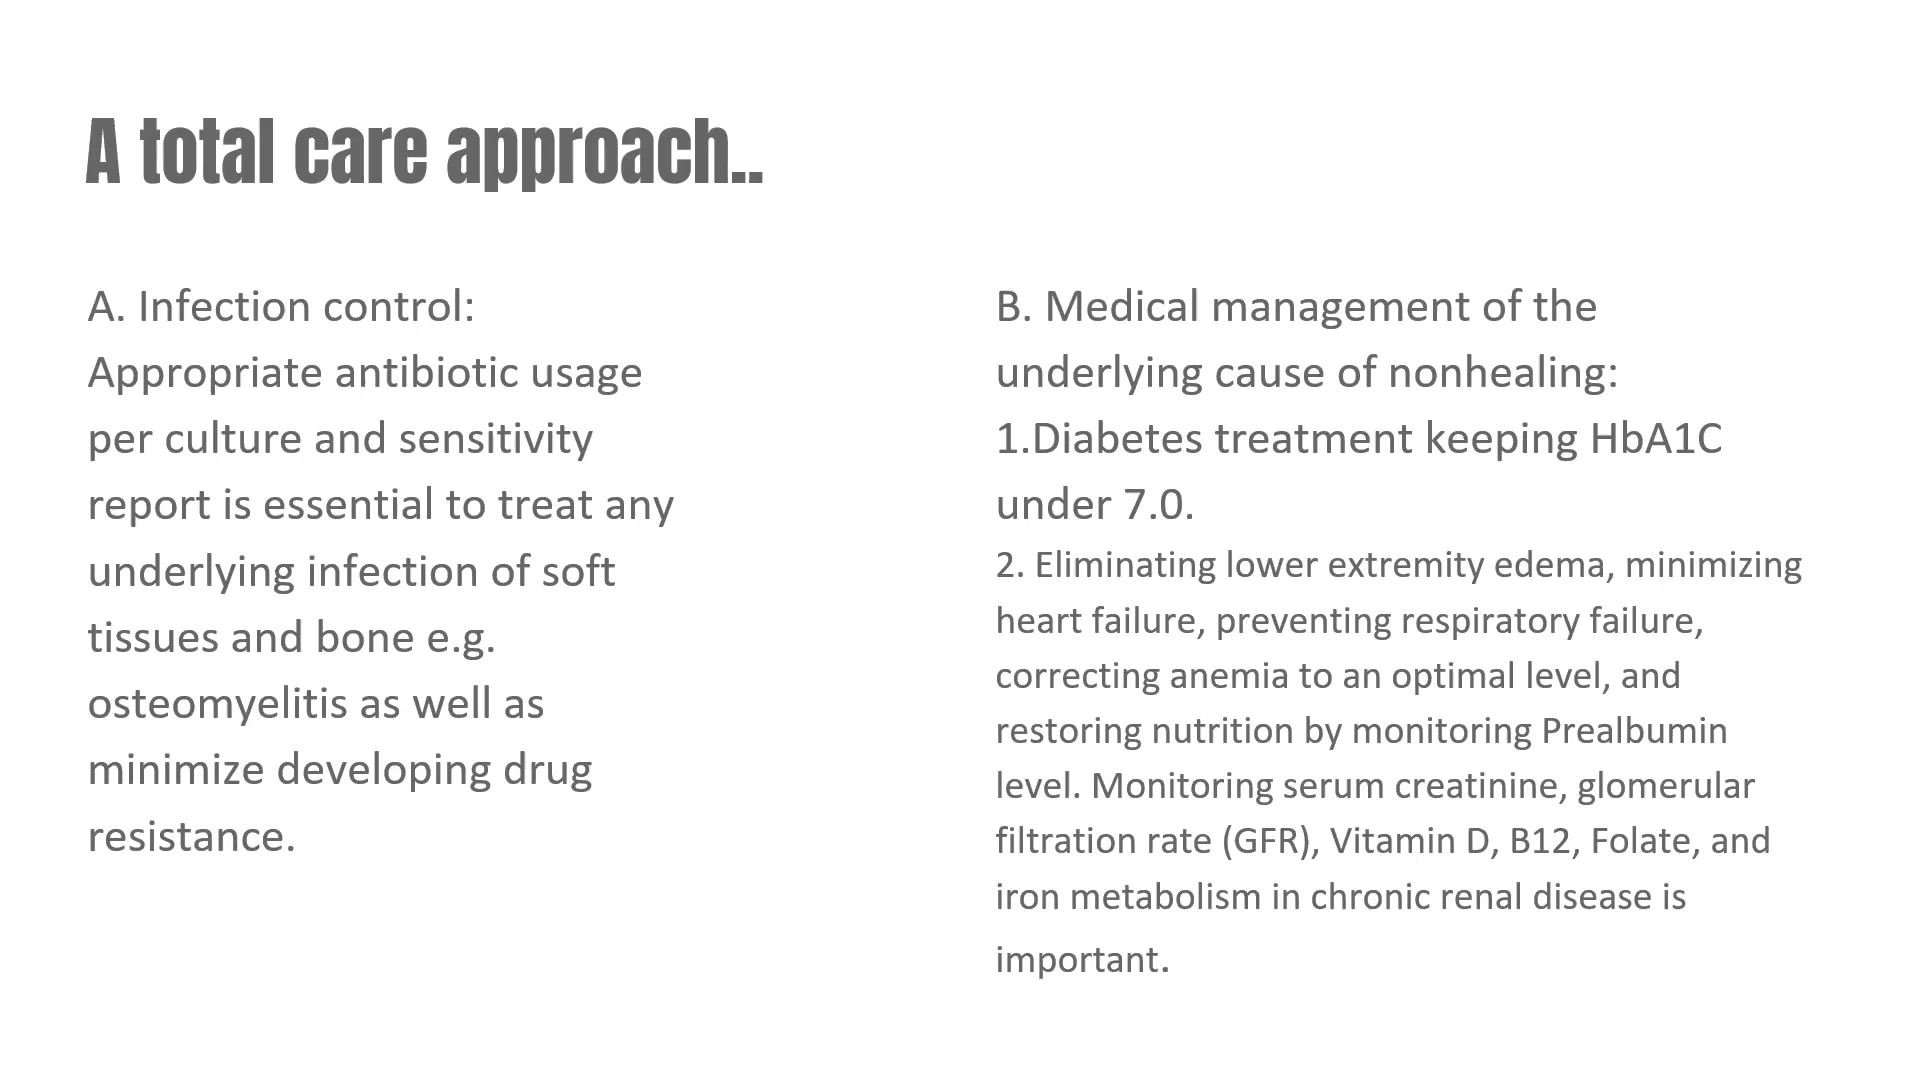 A total care approach..
A. Infection control:
Appropriate antibiotic usage
per culture and sensitivity
report is essential to treat any
underlying infection of soft
tissues and bone e.g.
osteomyelitis as well as
minimize developing drug
resistance.
B. Medical management of the
underlying cause of nonhealing:
1.Diabetes treatment keeping HbA1C
under 7.0.
2. Eliminating lower extremity edema, minimizing
heart failure, preventing respiratory failure,
correcting anemia to an optimal level, and
restoring nutrition by monitoring Prealbumin
level. Monitoring serum creatinine, glomerular
filtration rate (GFR), Vitamin D, B12, Folate, and
iron metabolism in chronic renal disease is
important.